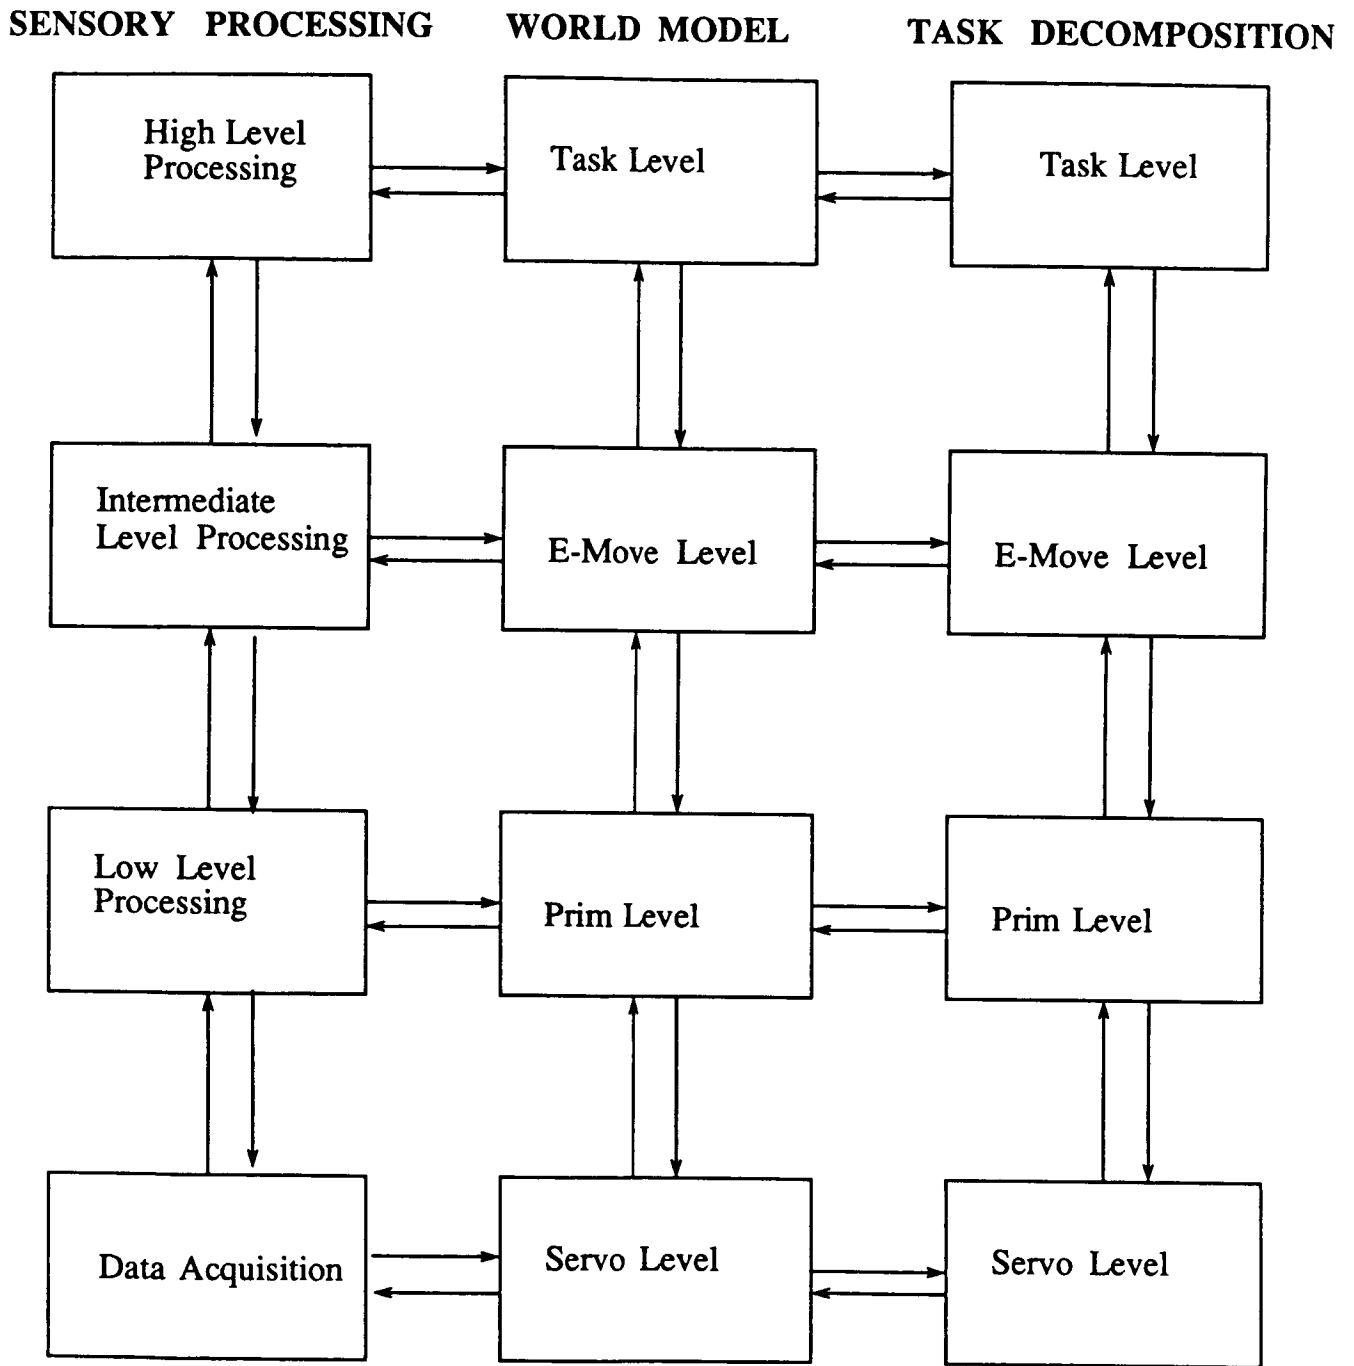 SENSORY PROCESSING
WORLD MODEL
TASK DECOMPOSITION
High Level
Processing
Task Level
Task Level
Intermediate
Level Processing
E-Move Level
E-Move Level
Low Level
Processing
Prim Level
Prim Level
Data Acquisition
Servo Level
Servo Level